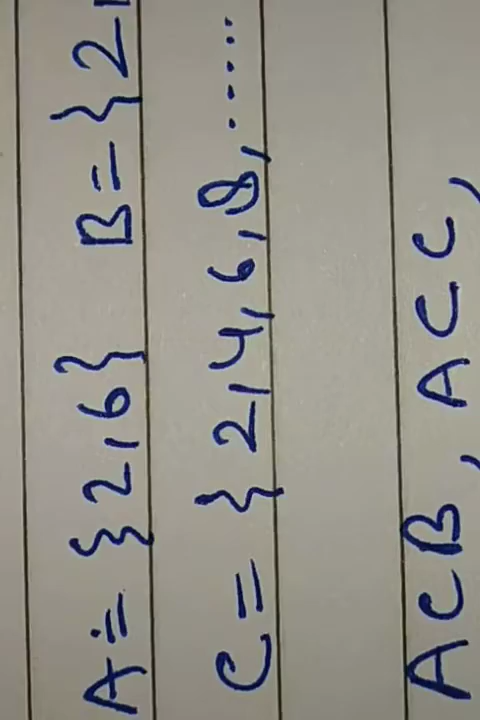 A = {2,6} B = {2,
C = {2,4,6,8,......
A⊂B, A⊂C,